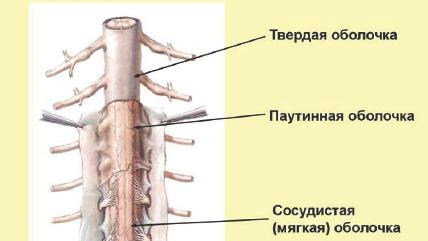 Твердая оболочка
Паутинная оболочка
Сосудистая
(мягкая) оболочка